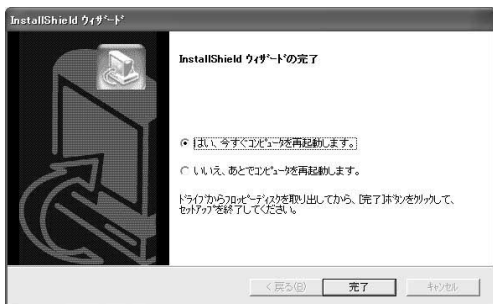 InstallShield ウィザード
InstallShield ウィザードの完了
はい、今すぐコンピュータを再起動します。
いいえ、あとでコンピュータを再起動します。
ドライブからフロッピーディスクを取り出してから、[完了]ボタンをクリックして、
セットアップを終了してください。
< 戻る(B)
完了
キャンセル